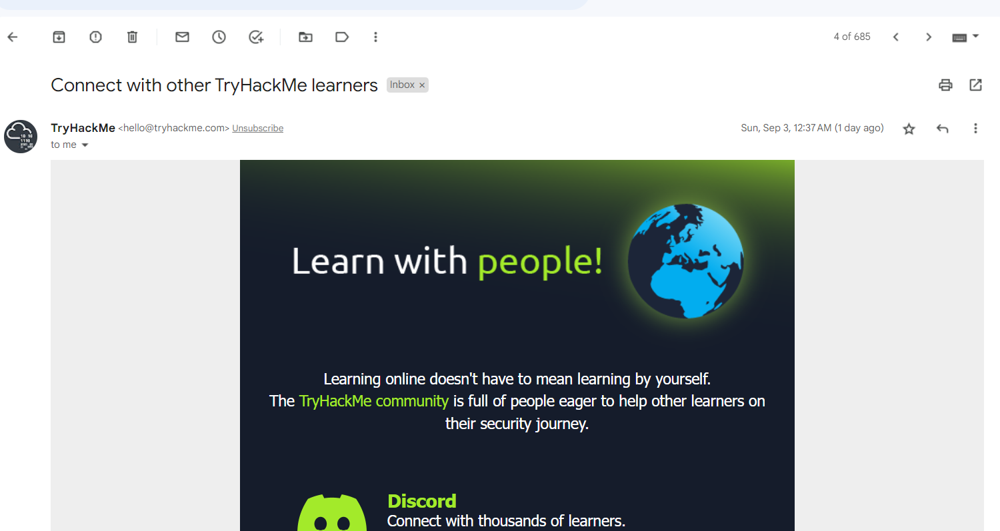 4 of 685
Connect with other TryHackMe learners Inbox ×
TryHackMe <hello@tryhackme.com> Unsubscribe
Sun, Sep 3, 12:37 AM (1 day ago)
to me
Learn with people!
Learning online doesn't have to mean learning by yourself.
The TryHackMe community is full of people eager to help other learners on
their security journey.
Discord
Connect with thousands of learners.